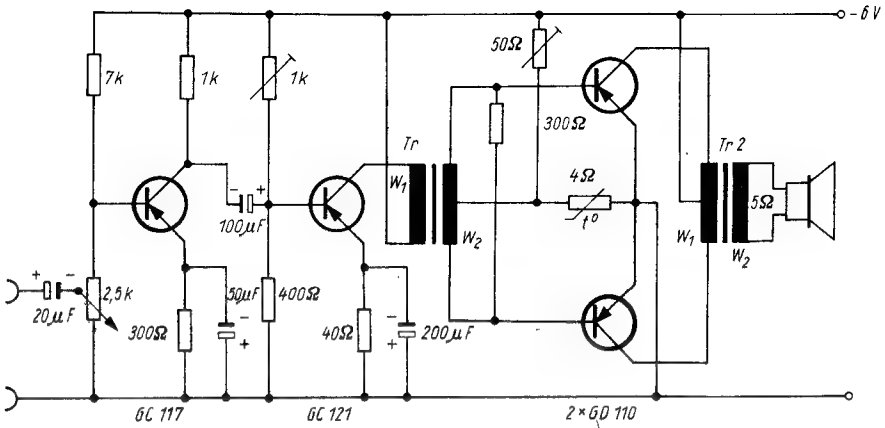 – 6 V
7k
1k
1k
50Ω
300Ω
Tr
W1
W2
4Ω
t°
Tr 2
5Ω
W1
W2
– +
100µF
+ –
20µF
2,5k
300Ω
50µF
–
+
400Ω
40Ω
–
+
200µF
GC 117
GC 121
2 × GD 110